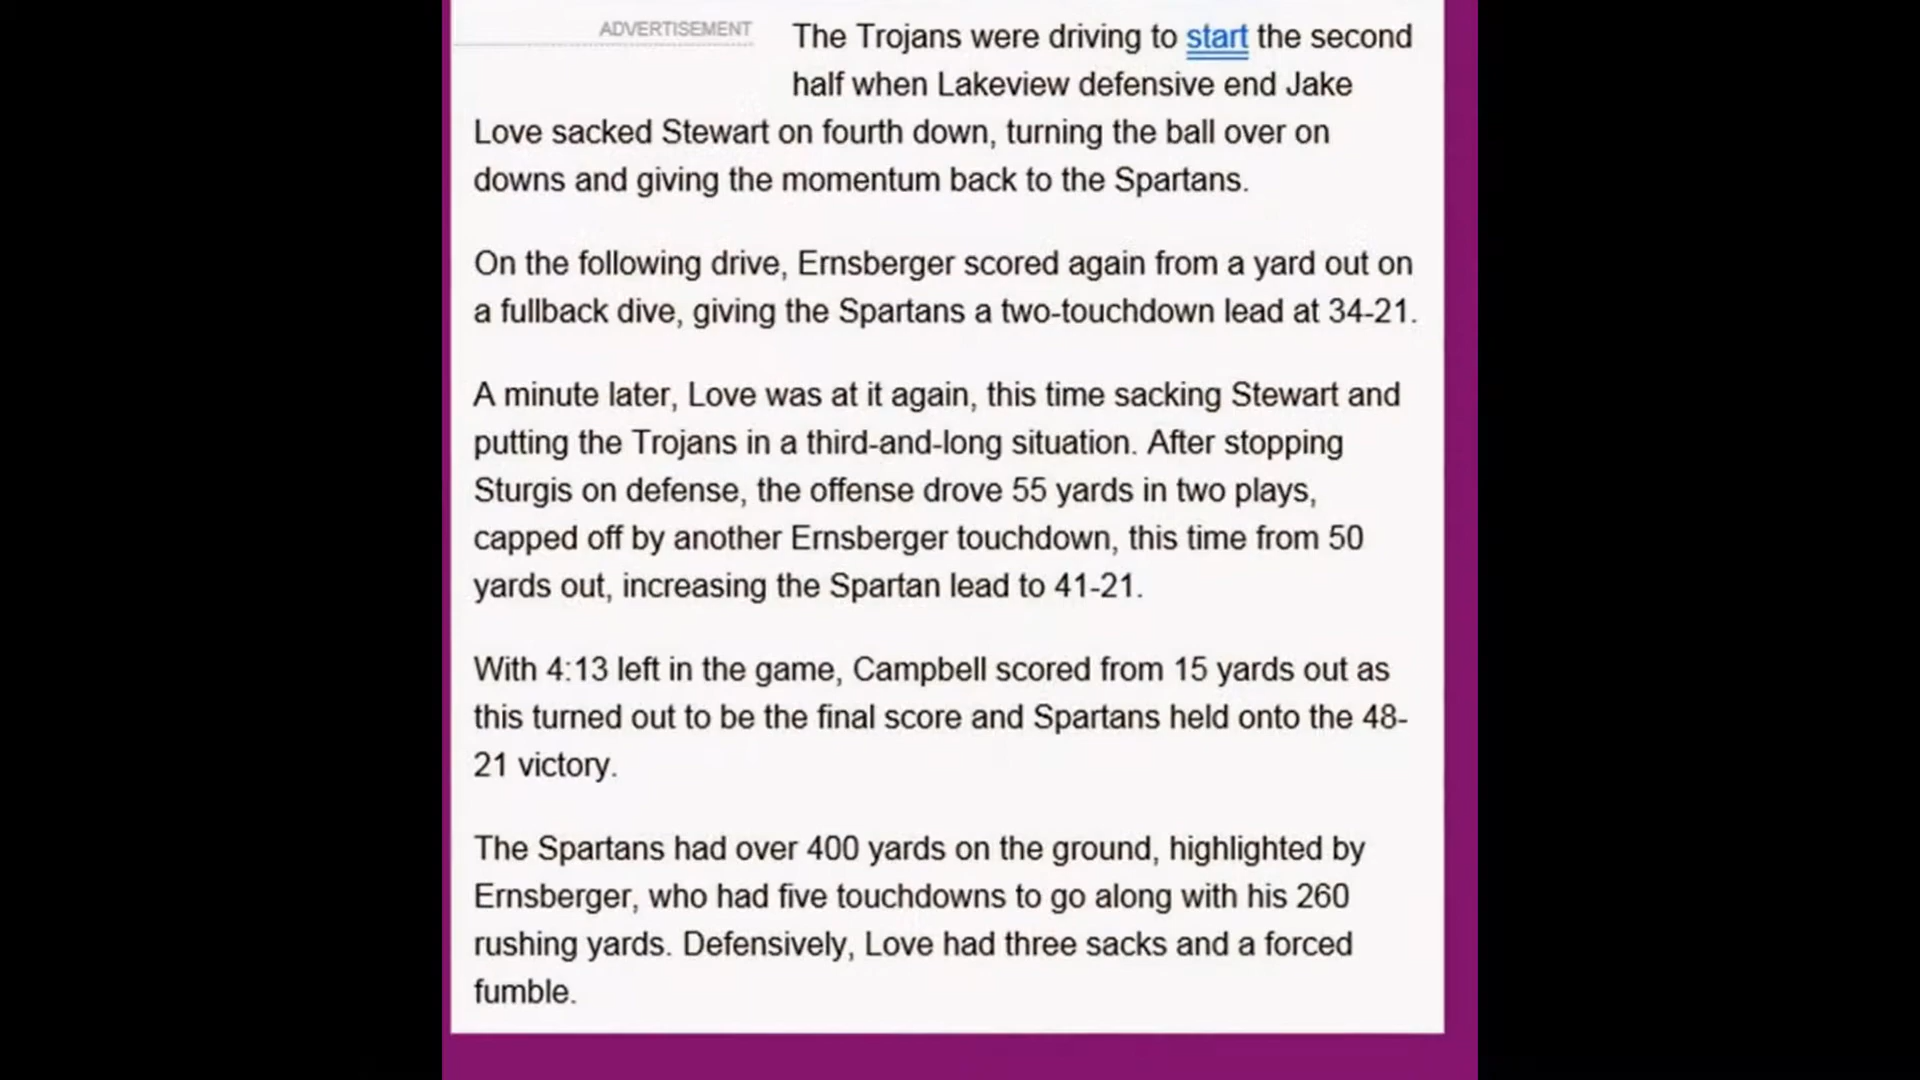 ADVERTISEMENT
The Trojans were driving to start the second
half when Lakeview defensive end Jake
Love sacked Stewart on fourth down, turning the ball over on
downs and giving the momentum back to the Spartans.
On the following drive, Ernsberger scored again from a yard out on
a fullback dive, giving the Spartans a two-touchdown lead at 34-21.
A minute later, Love was at it again, this time sacking Stewart and
putting the Trojans in a third-and-long situation. After stopping
Sturgis on defense, the offense drove 55 yards in two plays,
capped off by another Ernsberger touchdown, this time from 50
yards out, increasing the Spartan lead to 41-21.
With 4:13 left in the game, Campbell scored from 15 yards out as
this turned out to be the final score and Spartans held onto the 48-
21 victory.
The Spartans had over 400 yards on the ground, highlighted by
Ernsberger, who had five touchdowns to go along with his 260
rushing yards. Defensively, Love had three sacks and a forced
fumble.